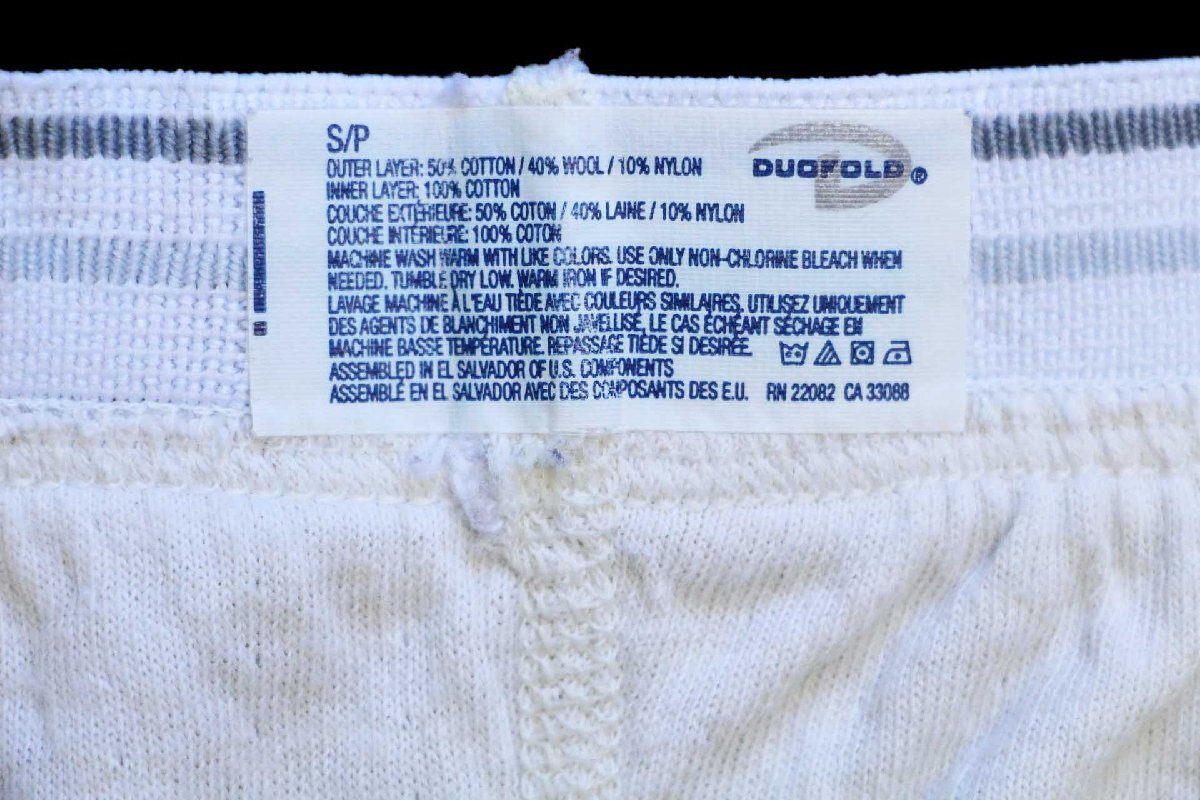 S/P
DUOFOLD®
OUTER LAYER: 50% COTTON / 40% WOOL / 10% NYLON
INNER LAYER: 100% COTTON
COUCHE EXTÉRIEURE: 50% COTON / 40% LAINE / 10% NYLON
COUCHE INTÉRIEURE: 100% COTON
MACHINE WASH WARM WITH LIKE COLORS. USE ONLY NON-CHLORINE BLEACH WHEN
NEEDED. TUMBLE DRY LOW. WARM IRON IF DESIRED.
LAVAGE MACHINE À L'EAU TIÈDE AVEC COULEURS SIMILAIRES. UTILISEZ UNIQUEMENT
DES AGENTS DE BLANCHIMENT NON JAVELLISÉ, LE CAS ÉCHÉANT SÉCHAGE EN
MACHINE BASSE TEMPÉRATURE. REPASSAGE TIÈDE SI DESIRÉE.
ASSEMBLED IN EL SALVADOR OF U.S. COMPONENTS
ASSEMBLÉ EN EL SALVADOR AVEC DES COMPOSANTS DES E.U. RN 22082 CA 33088